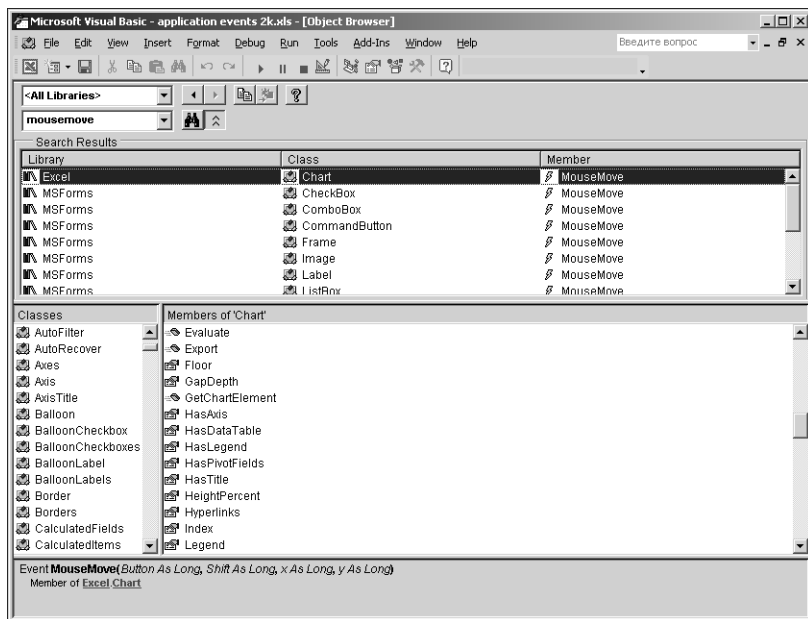 Microsoft Visual Basic - application events 2k.xls - [Object Browser]
File Edit View Insert Format Debug Run Tools Add-Ins Window Help Введите вопрос
<All Libraries>
mousemove
Search Results
Library Class Member
Excel Chart MouseMove
MSForms CheckBox MouseMove
MSForms ComboBox MouseMove
MSForms CommandButton MouseMove
MSForms Frame MouseMove
MSForms Image MouseMove
MSForms Label MouseMove
MSForms ListBox MouseMove
Classes Members of 'Chart'
AutoFilter Evaluate
AutoRecover Export
Axes Floor
Axis GapDepth
AxisTitle GetChartElement
Balloon HasAxis
BalloonCheckbox HasDataTable
BalloonCheckboxes HasLegend
BalloonLabel HasPivotFields
BalloonLabels HasTitle
Border HeightPercent
Borders Hyperlinks
CalculatedFields Index
CalculatedItems Legend
Event MouseMove(Button As Long, Shift As Long, x As Long, y As Long)
Member of Excel.Chart